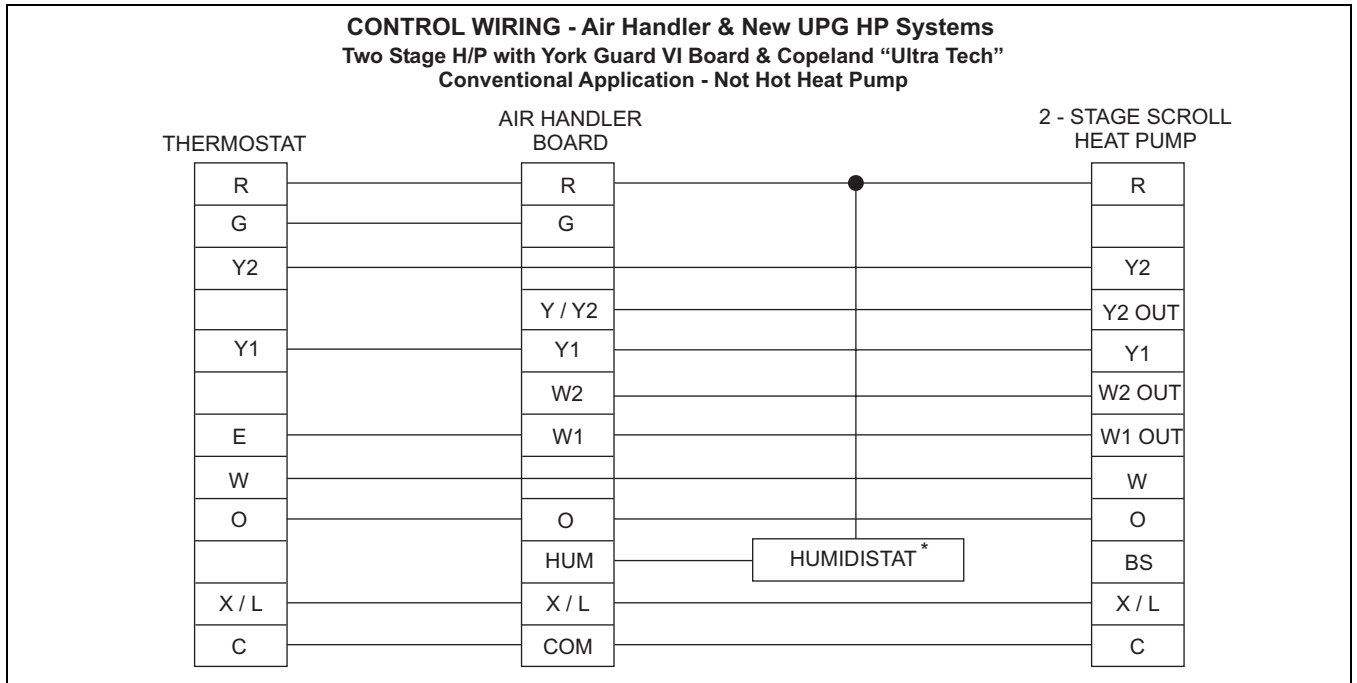 CONTROL WIRING - Air Handler & New UPG HP Systems
Two Stage H/P with York Guard VI Board & Copeland “Ultra Tech”
Conventional Application - Not Hot Heat Pump
THERMOSTAT
AIR HANDLER
BOARD
2 - STAGE SCROLL
HEAT PUMP
R R R
G G
Y2 Y2
Y / Y2 Y2 OUT
Y1 Y1 Y1
W2 W2 OUT
E W1 W1 OUT
W W
O O O
HUM HUMIDISTAT * BS
X / L X / L X / L
C COM C